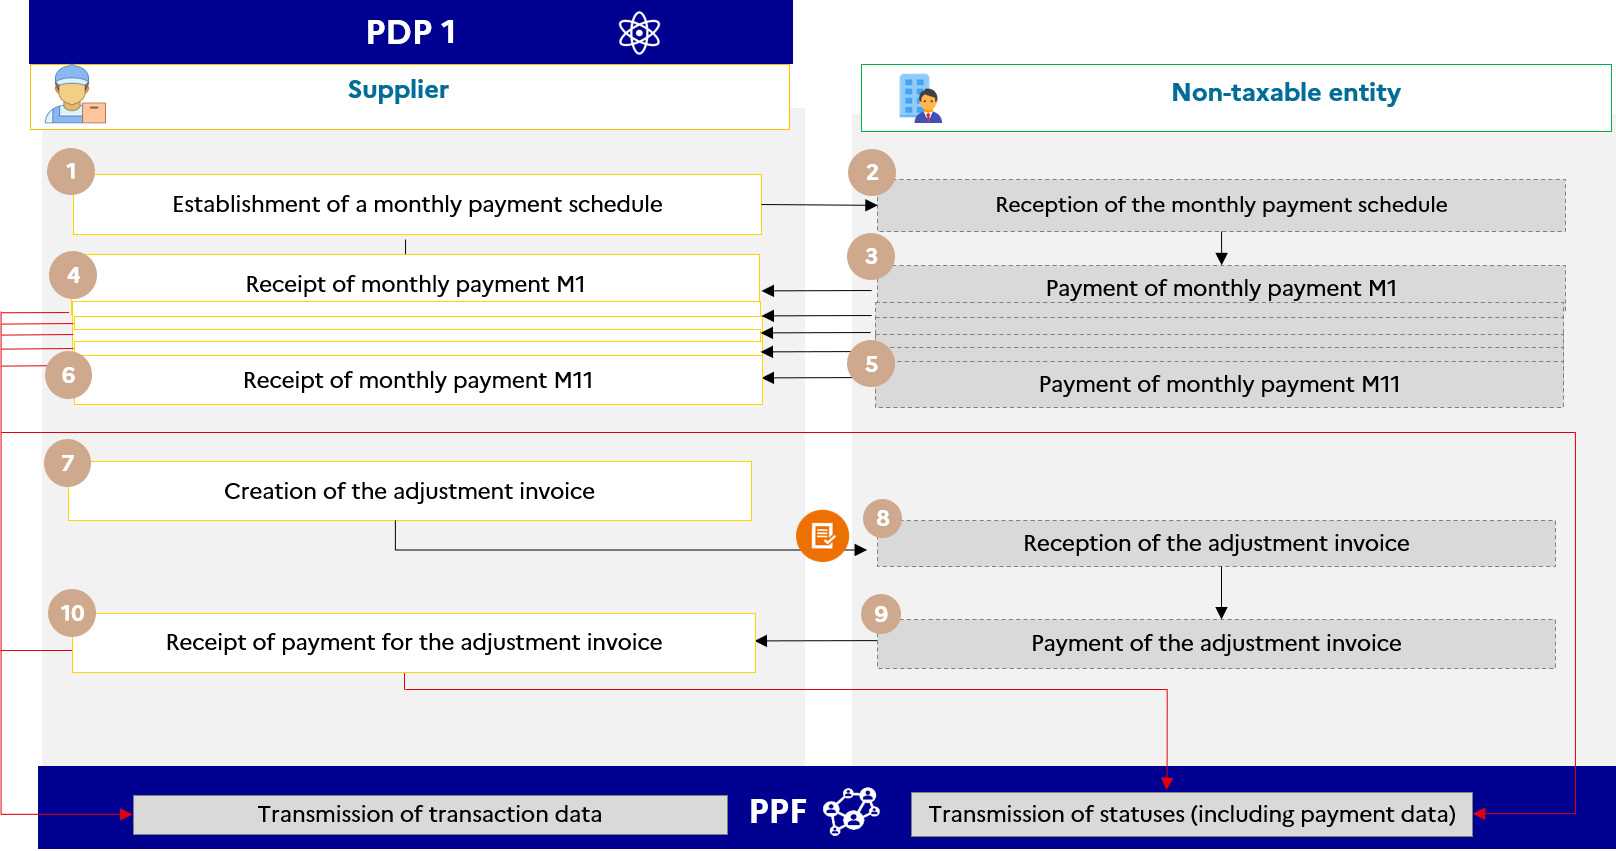 PDP 1
Supplier
Non-taxable entity
1
Establishment of a monthly payment schedule
2
Reception of the monthly payment schedule
3
Payment of monthly payment M1
4
Receipt of monthly payment M1
5
Payment of monthly payment M11
6
Receipt of monthly payment M11
7
Creation of the adjustment invoice
8
Reception of the adjustment invoice
9
Payment of the adjustment invoice
10
Receipt of payment for the adjustment invoice
Transmission of transaction data
PPF
Transmission of statuses (including payment data)